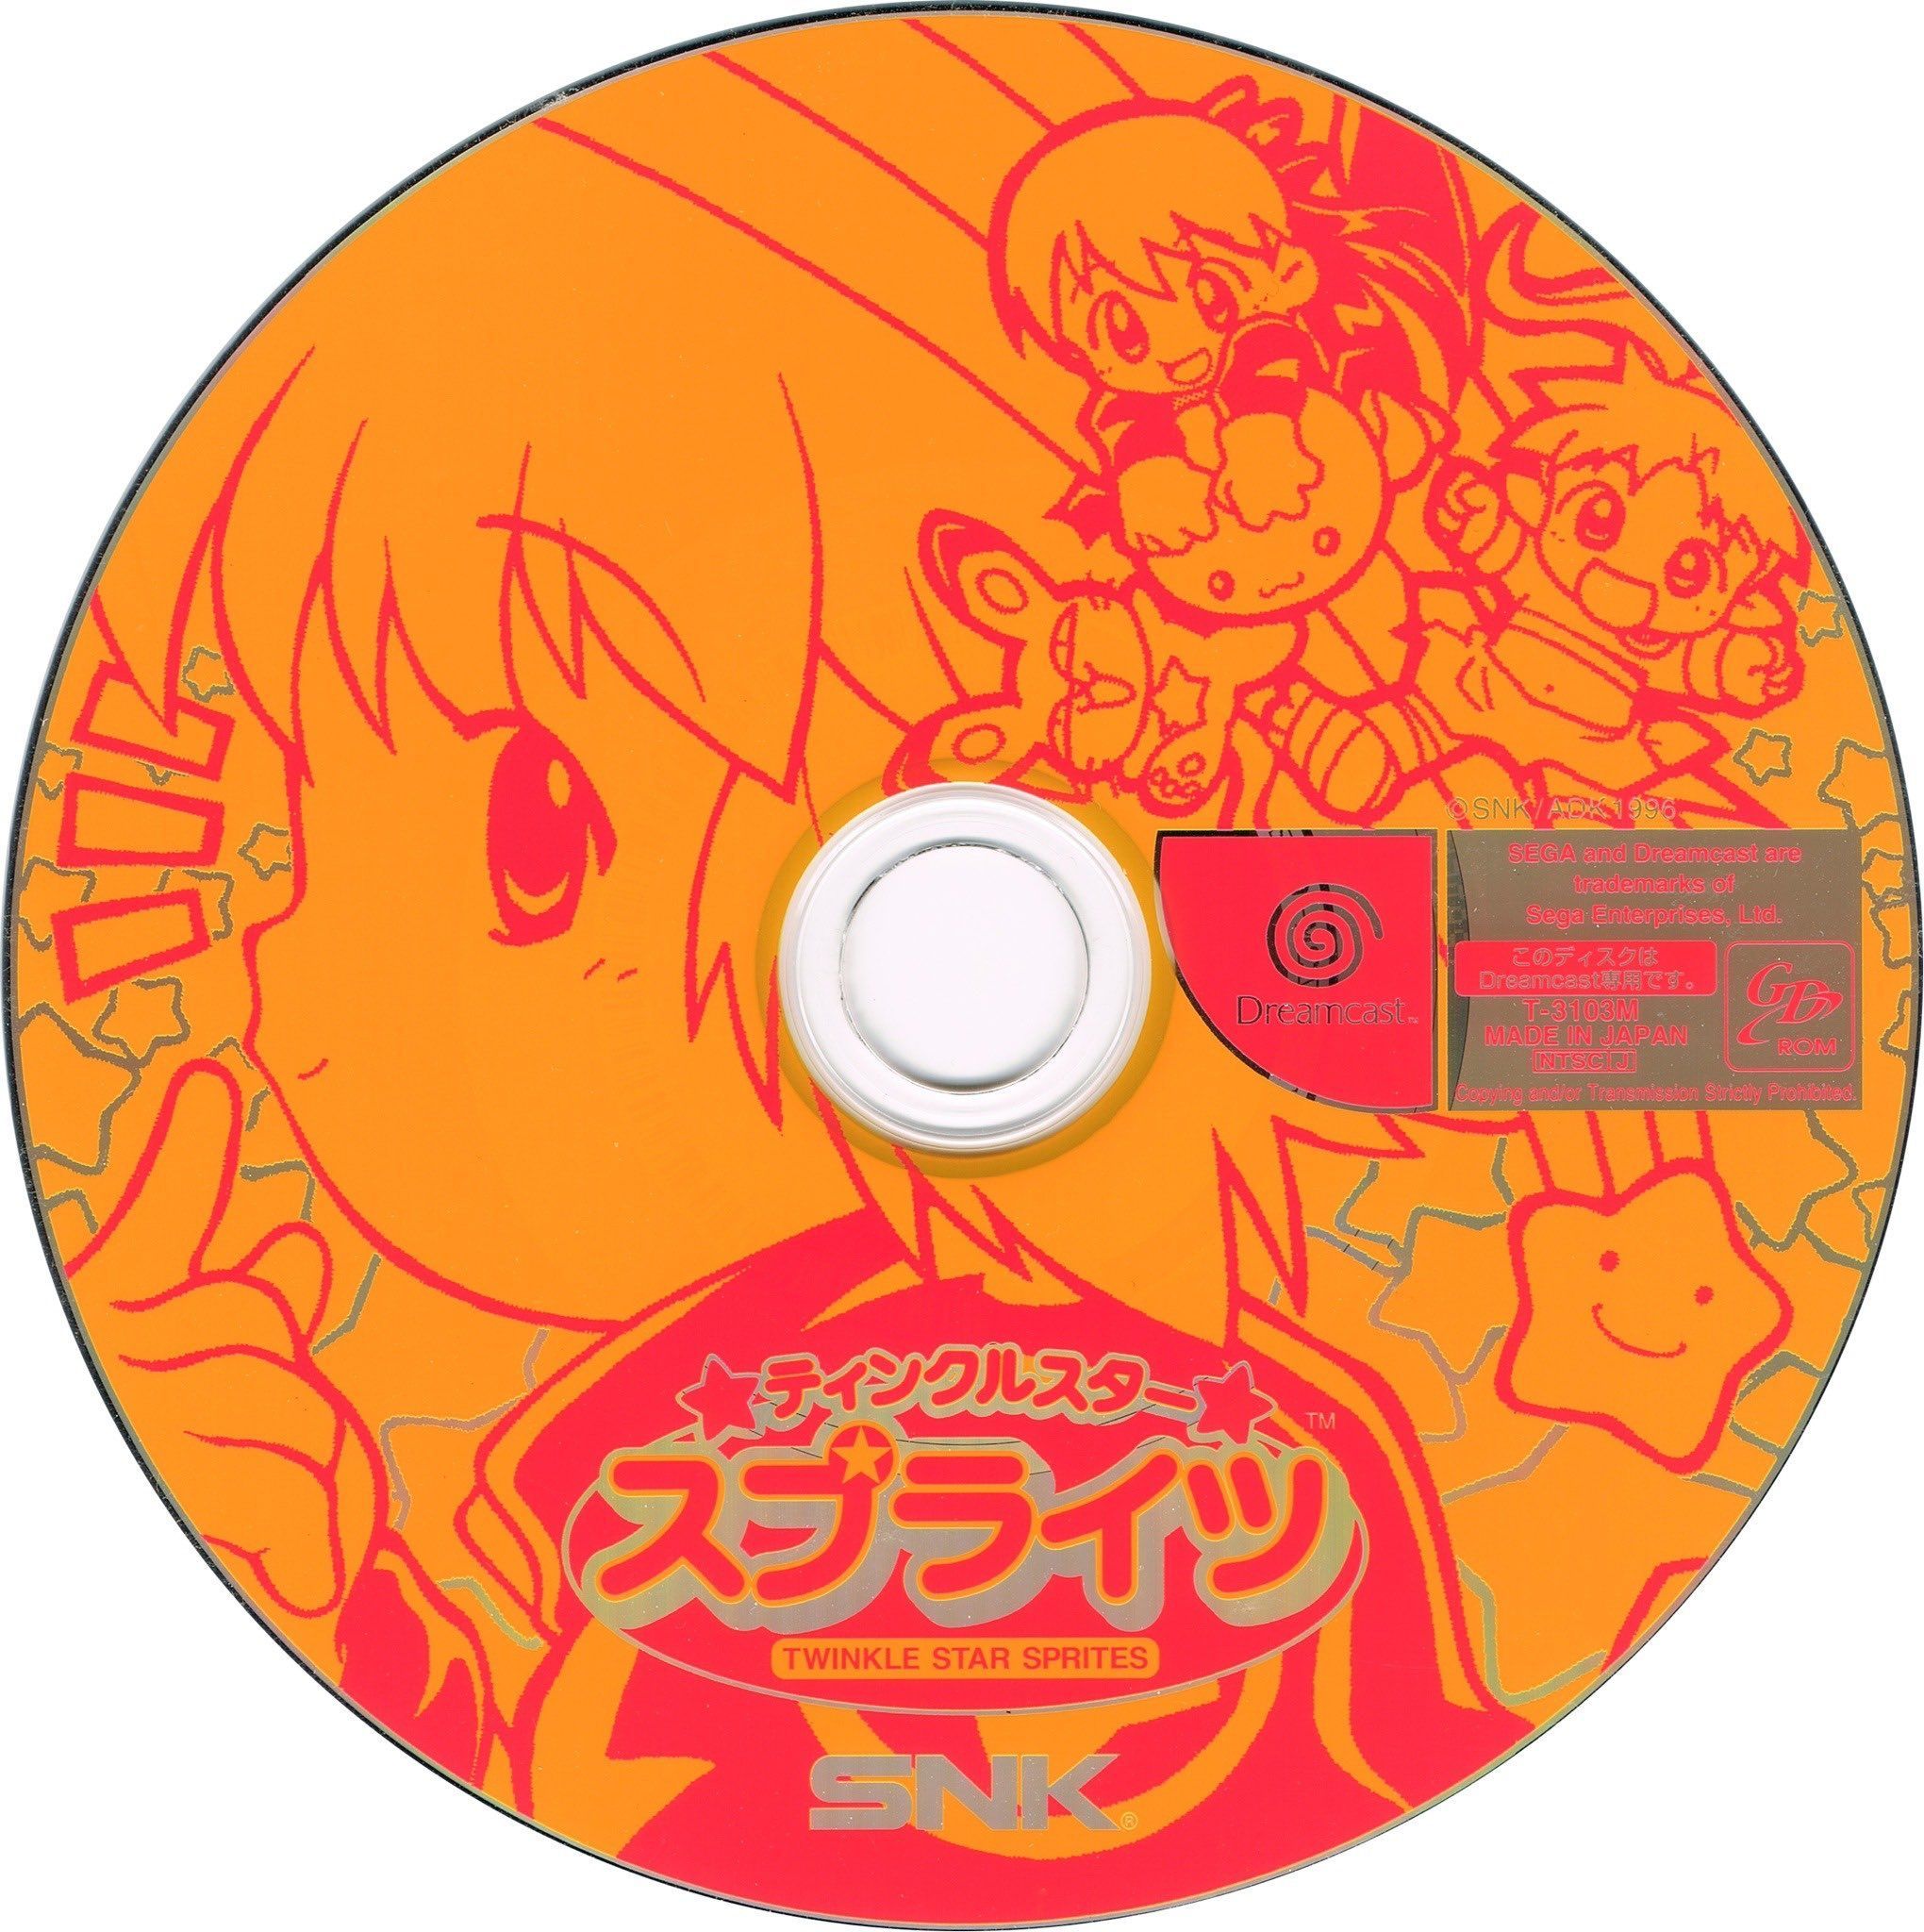 ©SNK/ADK1996
SEGA and Dreamcast are
trademarks of
Sega Enterprises, Ltd.
このディスクは
Dreamcast専用です。
T-3103M
MADE IN JAPAN
NTSC J
Copying and/or Transmission Strictly Prohibited.
GD
ROM
Dreamcast™
ティンクルスター
スプライツ™
TWINKLE STAR SPRITES
SNK®